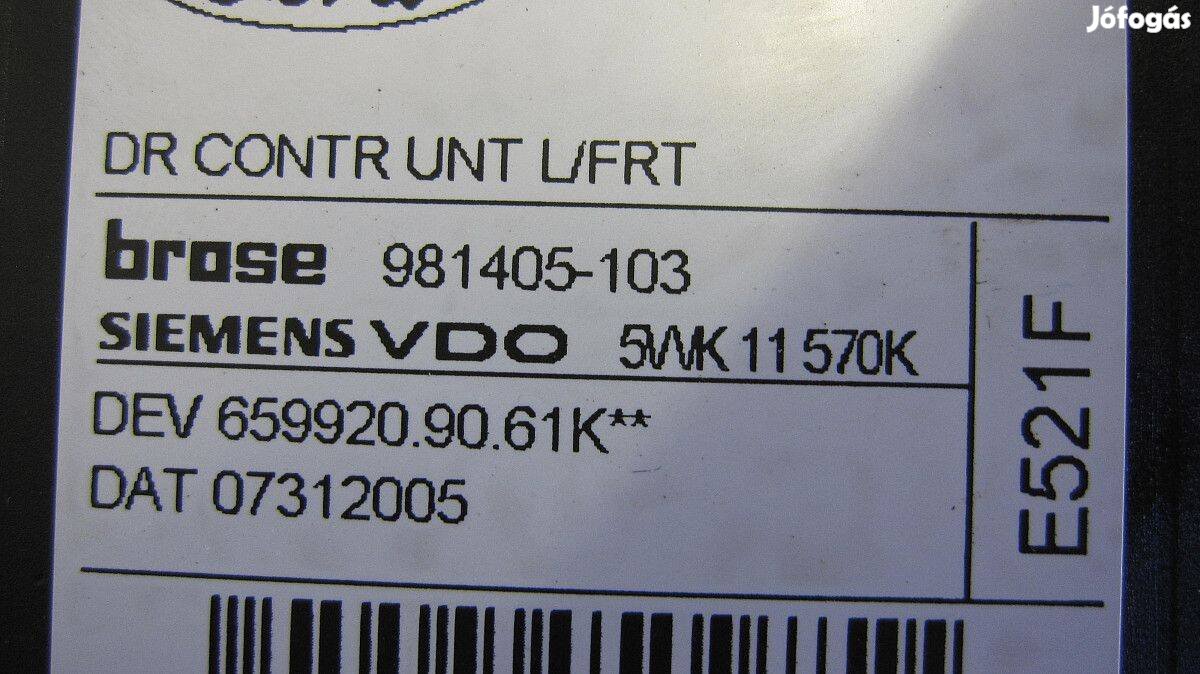 Jófogás
DR CONTR UNT L/FRT
brose 981405-103
SIEMENS VDO 5WK 11 570K
DEV 659920.90.61K**
DAT 07312005
E521F